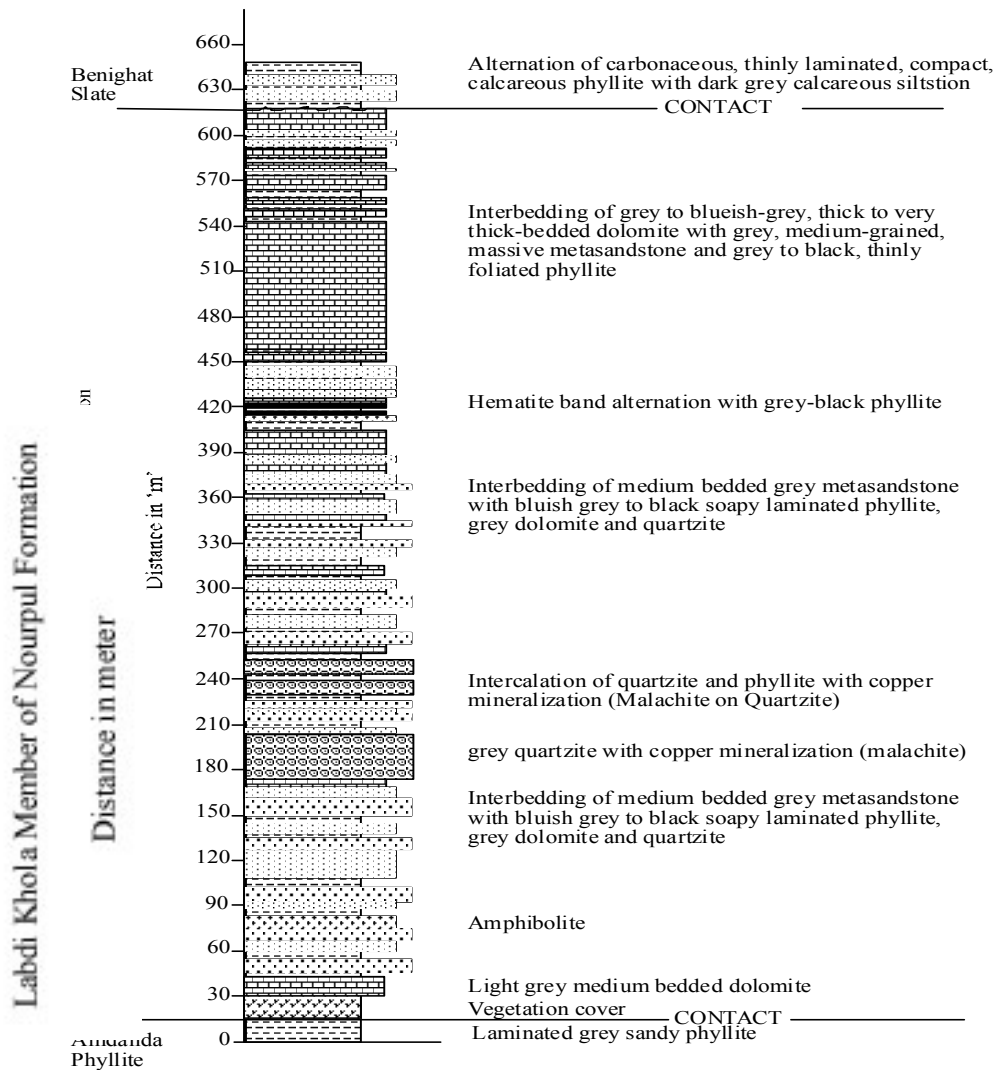 660
630
600
570
540
510
480
450
420
390
360
330
300
270
240
210
180
150
120
90
60
30
0
Benighat
Slate
Alternation of carbonaceous, thinly laminated, compact,
calcareous phyllite with dark grey calcareous siltstion
CONTACT
Interbedding of grey to blueish-grey, thick to very
thick-bedded dolomite with grey, medium-grained,
massive metasandstone and grey to black, thinly
foliated phyllite
Hematite band alternation with grey-black phyllite
Interbedding of medium bedded grey metasandstone
with bluish grey to black soapy laminated phyllite,
grey dolomite and quartzite
Intercalation of quartzite and phyllite with copper
mineralization (Malachite on Quartzite)
grey quartzite with copper mineralization (malachite)
Interbedding of medium bedded grey metasandstone
with bluish grey to black soapy laminated phyllite,
grey dolomite and quartzite
Amphibolite
Light grey medium bedded dolomite
Vegetation cover
CONTACT
Laminated grey sandy phyllite
Phyllite
Labdi Khola Member of Nourpul Formation
Distance in meter
Distance in 'm'